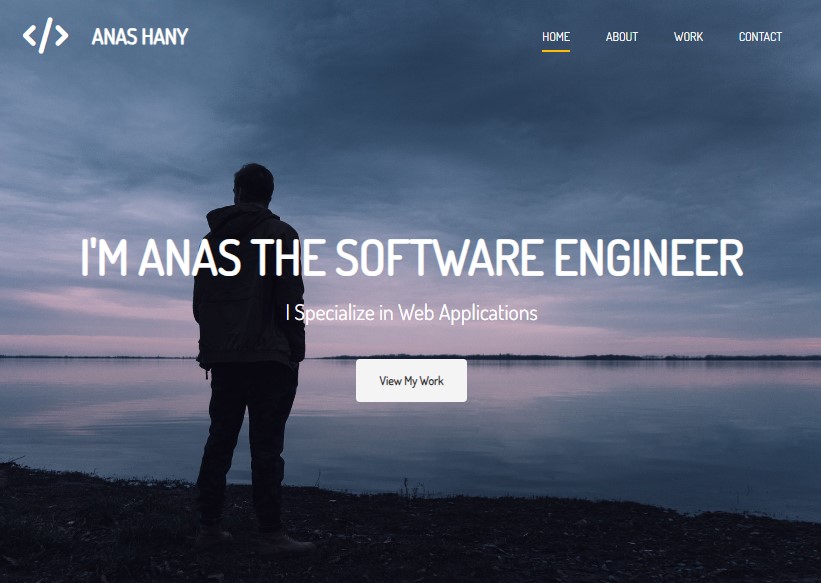 </> ANAS HANY
HOME ABOUT WORK CONTACT
I'M ANAS THE SOFTWARE ENGINEER
I Specialize in Web Applications
View My Work